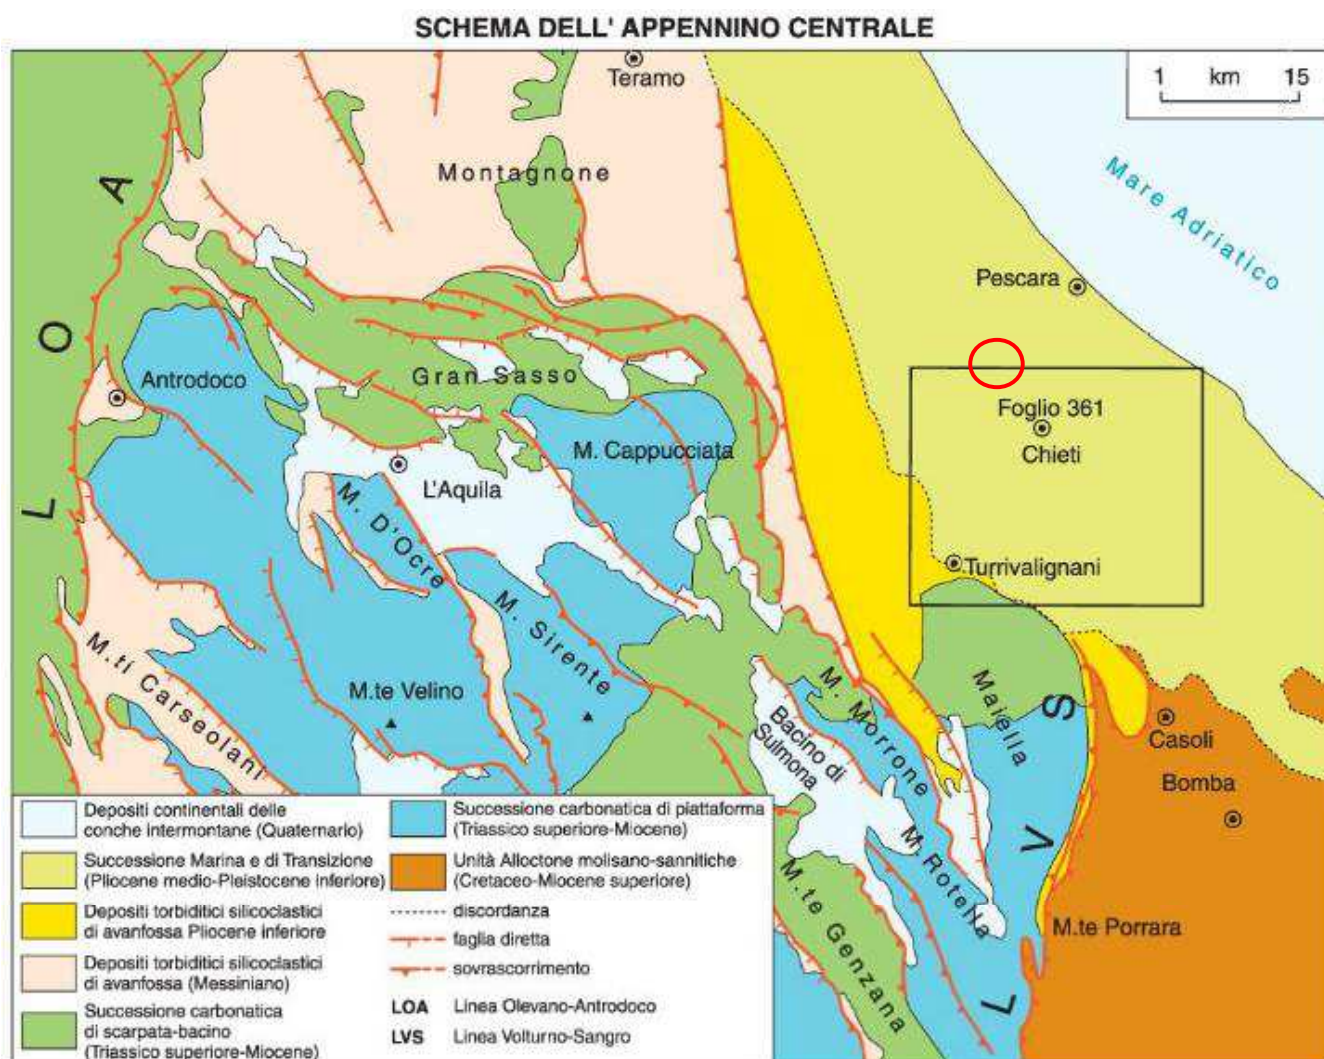 SCHEMA DELL' APPENNINO CENTRALE
1 km 15
Teramo
Montagnone
Mare Adriatico
Pescara
L O A
Antrodoco
Gran Sasso
Foglio 361
Chieti
M. Cappucciata
L'Aquila
M. D'Ocre
Turrivalignani
M. Sirente
M.ti Carseolani
M.te Velino
M. Morrone
Maiella
Bacino di
Sulmona
Casoli
Bomba
M. Rotella
M.te Genzana
M.te Porrara
L V S
Depositi continentali delle
conche intermontane (Quaternario)
Successione Marina e di Transizione
(Pliocene medio-Pleistocene inferiore)
Depositi torbiditici silicoclastici
di avanfossa Pliocene inferiore
Depositi torbiditici silicoclastici
di avanfossa (Messiniano)
Successione carbonatica
di scarpata-bacino
(Triassico superiore-Miocene)
Successione carbonatica di piattaforma
(Triassico superiore-Miocene)
Unità Alloctone molisano-sannitiche
(Cretaceo-Miocene superiore)
discordanza
faglia diretta
sovrascorrimento
LOA Linea Olevano-Antrodoco
LVS Linea Volturno-Sangro